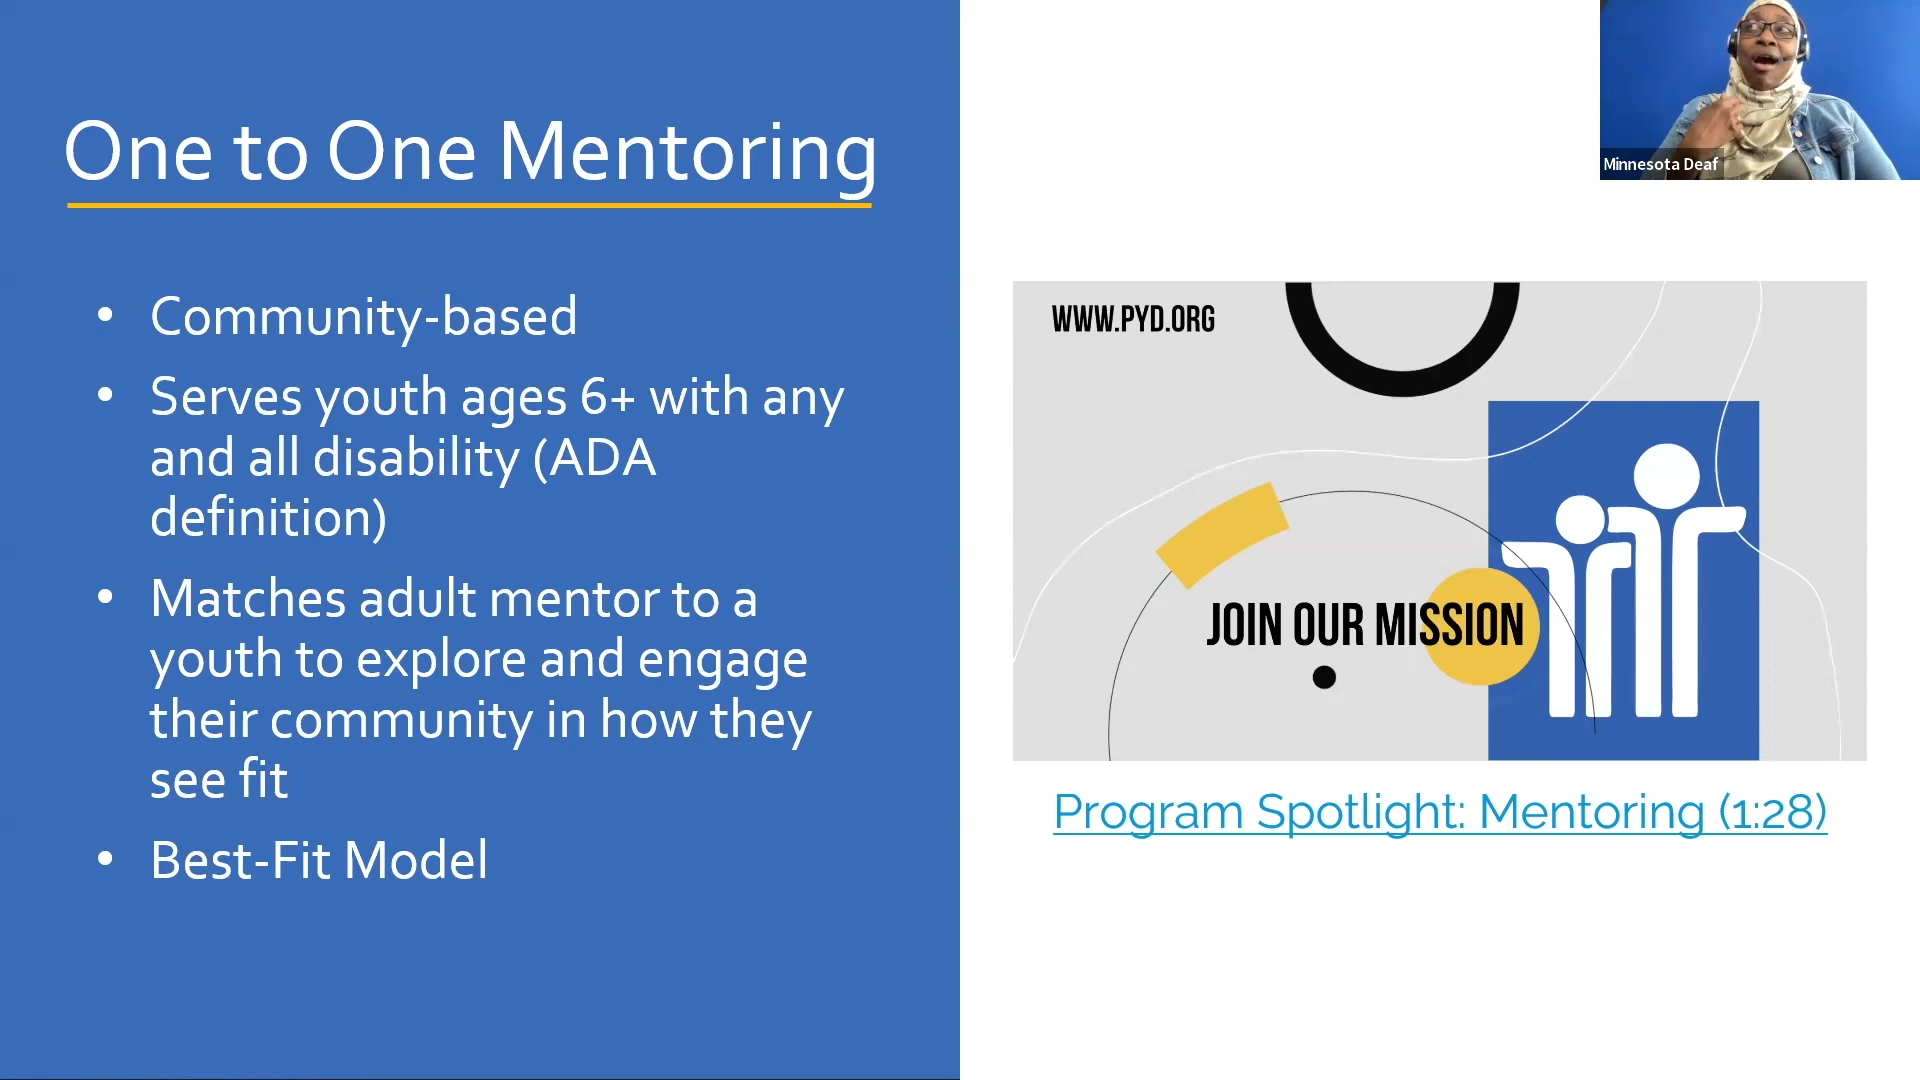 One to One Mentoring
• Community-based
• Serves youth ages 6+ with any
and all disability (ADA
definition)
• Matches adult mentor to a
youth to explore and engage
their community in how they
see fit
• Best-Fit Model
Minnesota Deaf
WWW.PYD.ORG
JOIN OUR MISSION
Program Spotlight: Mentoring (1:28)